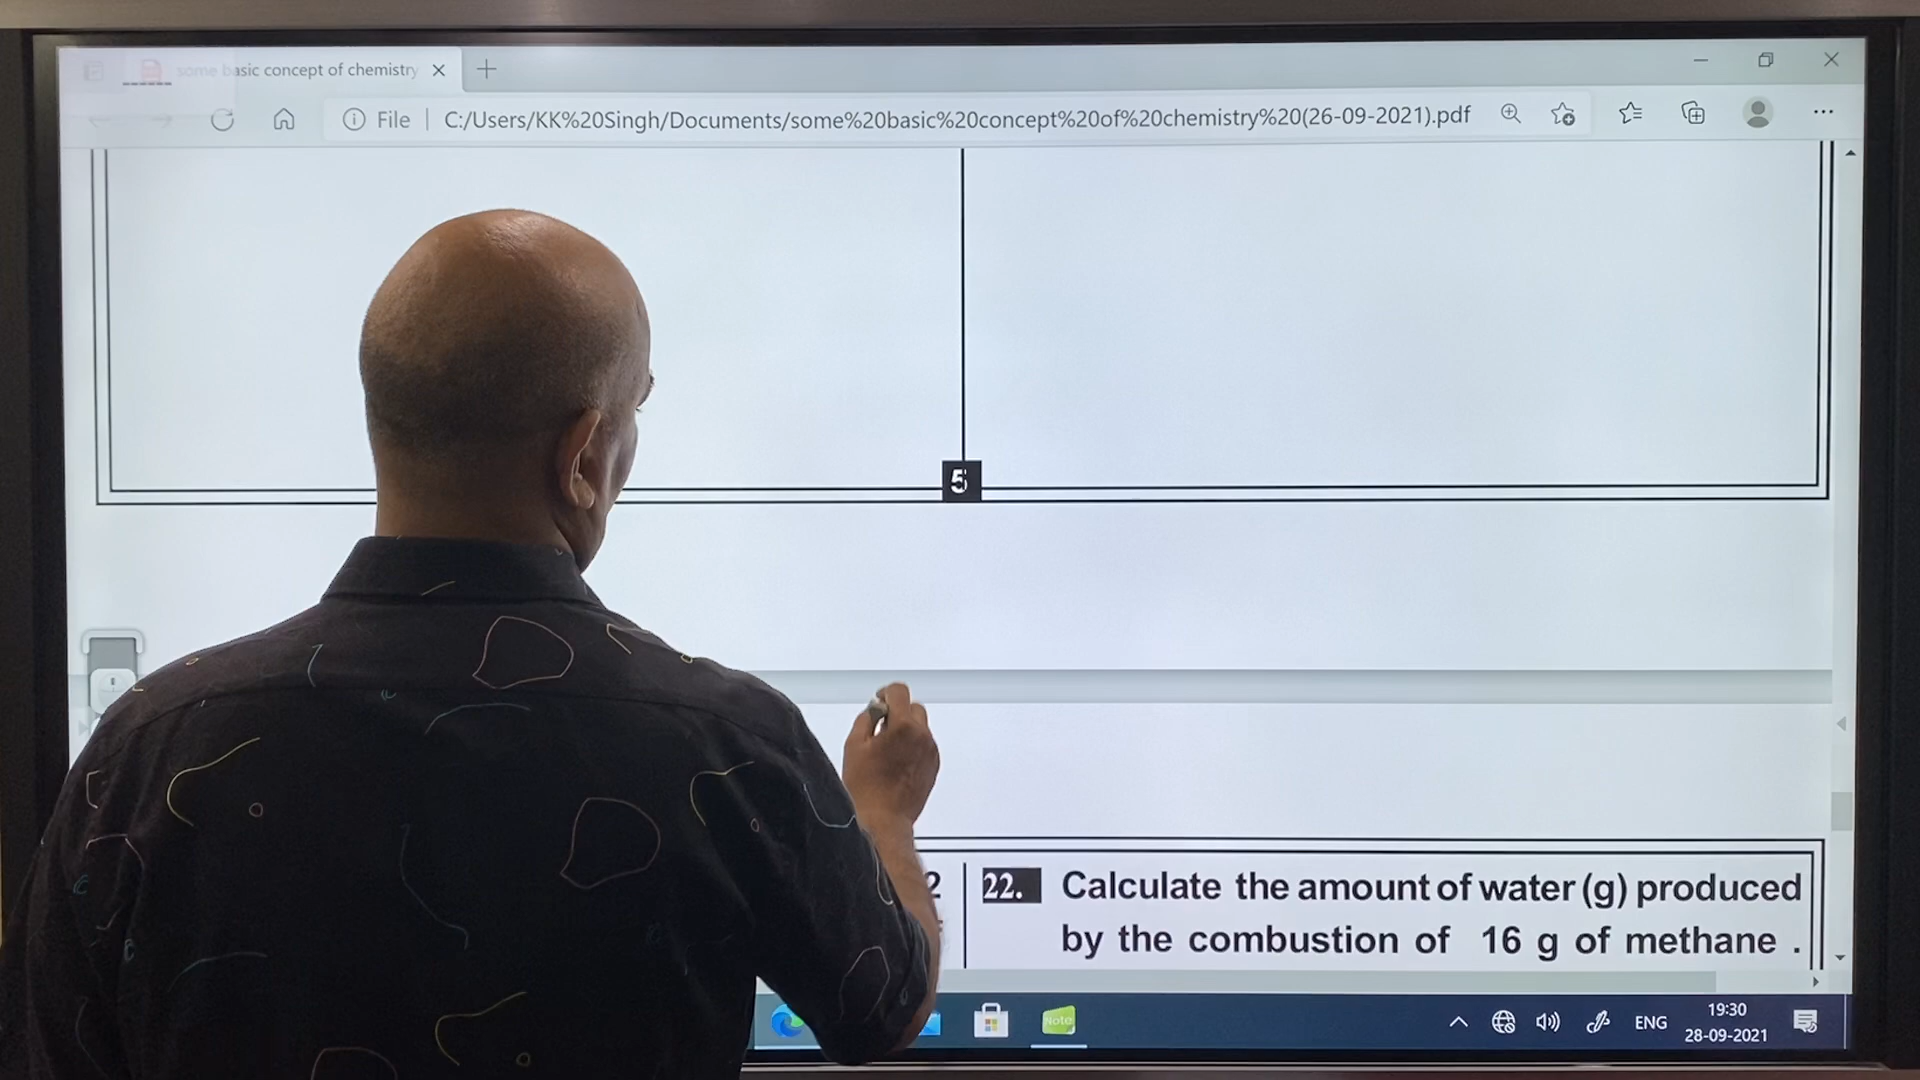 some basic concept of chemistry
File
C:/Users/KK%20Singh/Documents/some%20basic%20concept%20of%20chemistry%20(26-09-2021).pdf
5
2
22. Calculate the amount of water (g) produced
by the combustion of 16 g of methane .
Note
ENG
19:30
28-09-2021